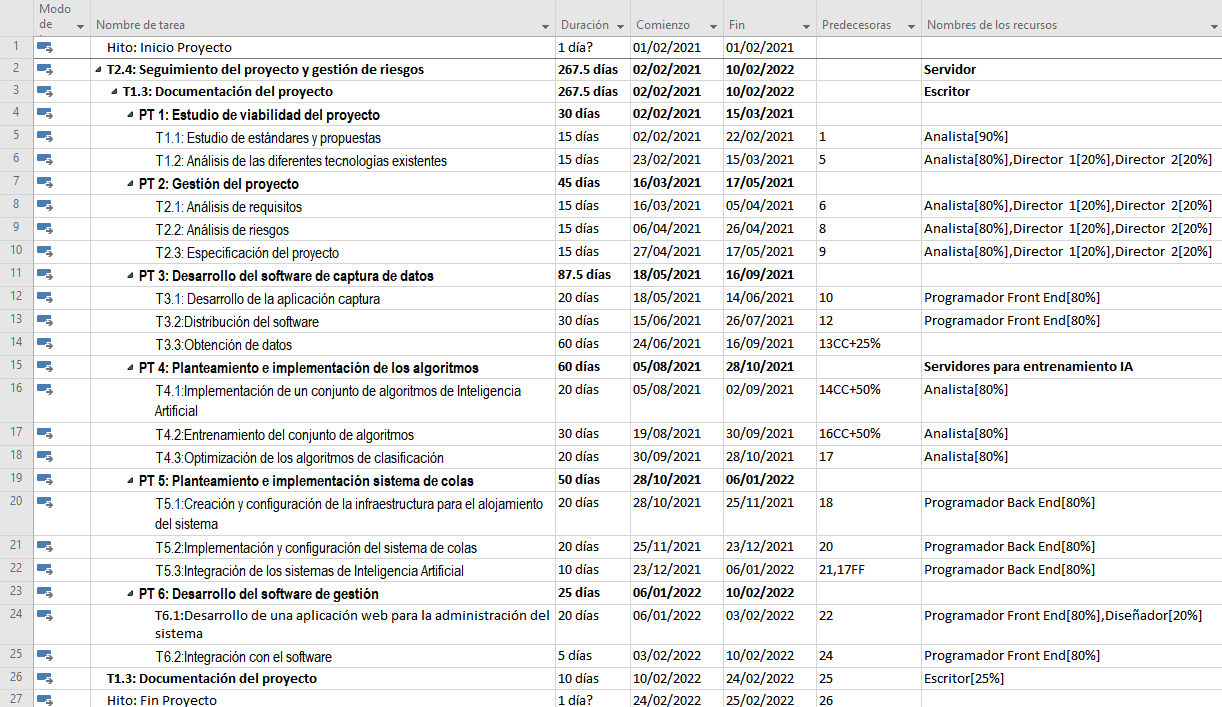 Modo de
Nombre de tarea Duración Comienzo Fin Predecesoras Nombres de los recursos
1 Hito: Inicio Proyecto 1 día? 01/02/2021 01/02/2021
2 T2.4: Seguimiento del proyecto y gestión de riesgos 267.5 días 02/02/2021 10/02/2022 Servidor
3 T1.3: Documentación del proyecto 267.5 días 02/02/2021 10/02/2022 Escritor
4 PT 1: Estudio de viabilidad del proyecto 30 días 02/02/2021 15/03/2021
5 T1.1: Estudio de estándares y propuestas 15 días 02/02/2021 22/02/2021 1 Analista[90%]
6 T1.2: Análisis de las diferentes tecnologías existentes 15 días 23/02/2021 15/03/2021 5 Analista[80%],Director 1[20%],Director 2[20%]
7 PT 2: Gestión del proyecto 45 días 16/03/2021 17/05/2021
8 T2.1: Análisis de requisitos 15 días 16/03/2021 05/04/2021 6 Analista[80%],Director 1[20%],Director 2[20%]
9 T2.2: Análisis de riesgos 15 días 06/04/2021 26/04/2021 8 Analista[80%],Director 1[20%],Director 2[20%]
10 T2.3: Especificación del proyecto 15 días 27/04/2021 17/05/2021 9 Analista[80%],Director 1[20%],Director 2[20%]
11 PT 3: Desarrollo del software de captura de datos 87.5 días 18/05/2021 16/09/2021
12 T3.1: Desarrollo de la aplicación captura 20 días 18/05/2021 14/06/2021 10 Programador Front End[80%]
13 T3.2:Distribución del software 30 días 15/06/2021 26/07/2021 12 Programador Front End[80%]
14 T3.3:Obtención de datos 60 días 24/06/2021 16/09/2021 13CC+25%
15 PT 4: Planteamiento e implementación de los algoritmos 60 días 05/08/2021 28/10/2021 Servidores para entrenamiento IA
16 T4.1:Implementación de un conjunto de algoritmos de Inteligencia 20 días 05/08/2021 02/09/2021 14CC+50% Analista[80%]
Artificial
17 T4.2:Entrenamiento del conjunto de algoritmos 30 días 19/08/2021 30/09/2021 16CC+50% Analista[80%]
18 T4.3:Optimización de los algoritmos de clasificación 20 días 30/09/2021 28/10/2021 17 Analista[80%]
19 PT 5: Planteamiento e implementación sistema de colas 50 días 28/10/2021 06/01/2022
20 T5.1:Creación y configuración de la infraestructura para el alojamiento 20 días 28/10/2021 25/11/2021 18 Programador Back End[80%]
del sistema
21 T5.2:Implementación y configuración del sistema de colas 20 días 25/11/2021 23/12/2021 20 Programador Back End[80%]
22 T5.3:Integración de los sistemas de Inteligencia Artificial 10 días 23/12/2021 06/01/2022 21,17FF Programador Back End[80%]
23 PT 6: Desarrollo del software de gestión 25 días 06/01/2022 10/02/2022
24 T6.1:Desarrollo de una aplicación web para la administración del 20 días 06/01/2022 03/02/2022 22 Programador Front End[80%],Diseñador[20%]
sistema
25 T6.2:Integración con el software 5 días 03/02/2022 10/02/2022 24 Programador Front End[80%]
26 T1.3: Documentación del proyecto 10 días 10/02/2022 24/02/2022 25 Escritor[25%]
27 Hito: Fin Proyecto 1 día? 24/02/2022 25/02/2022 26